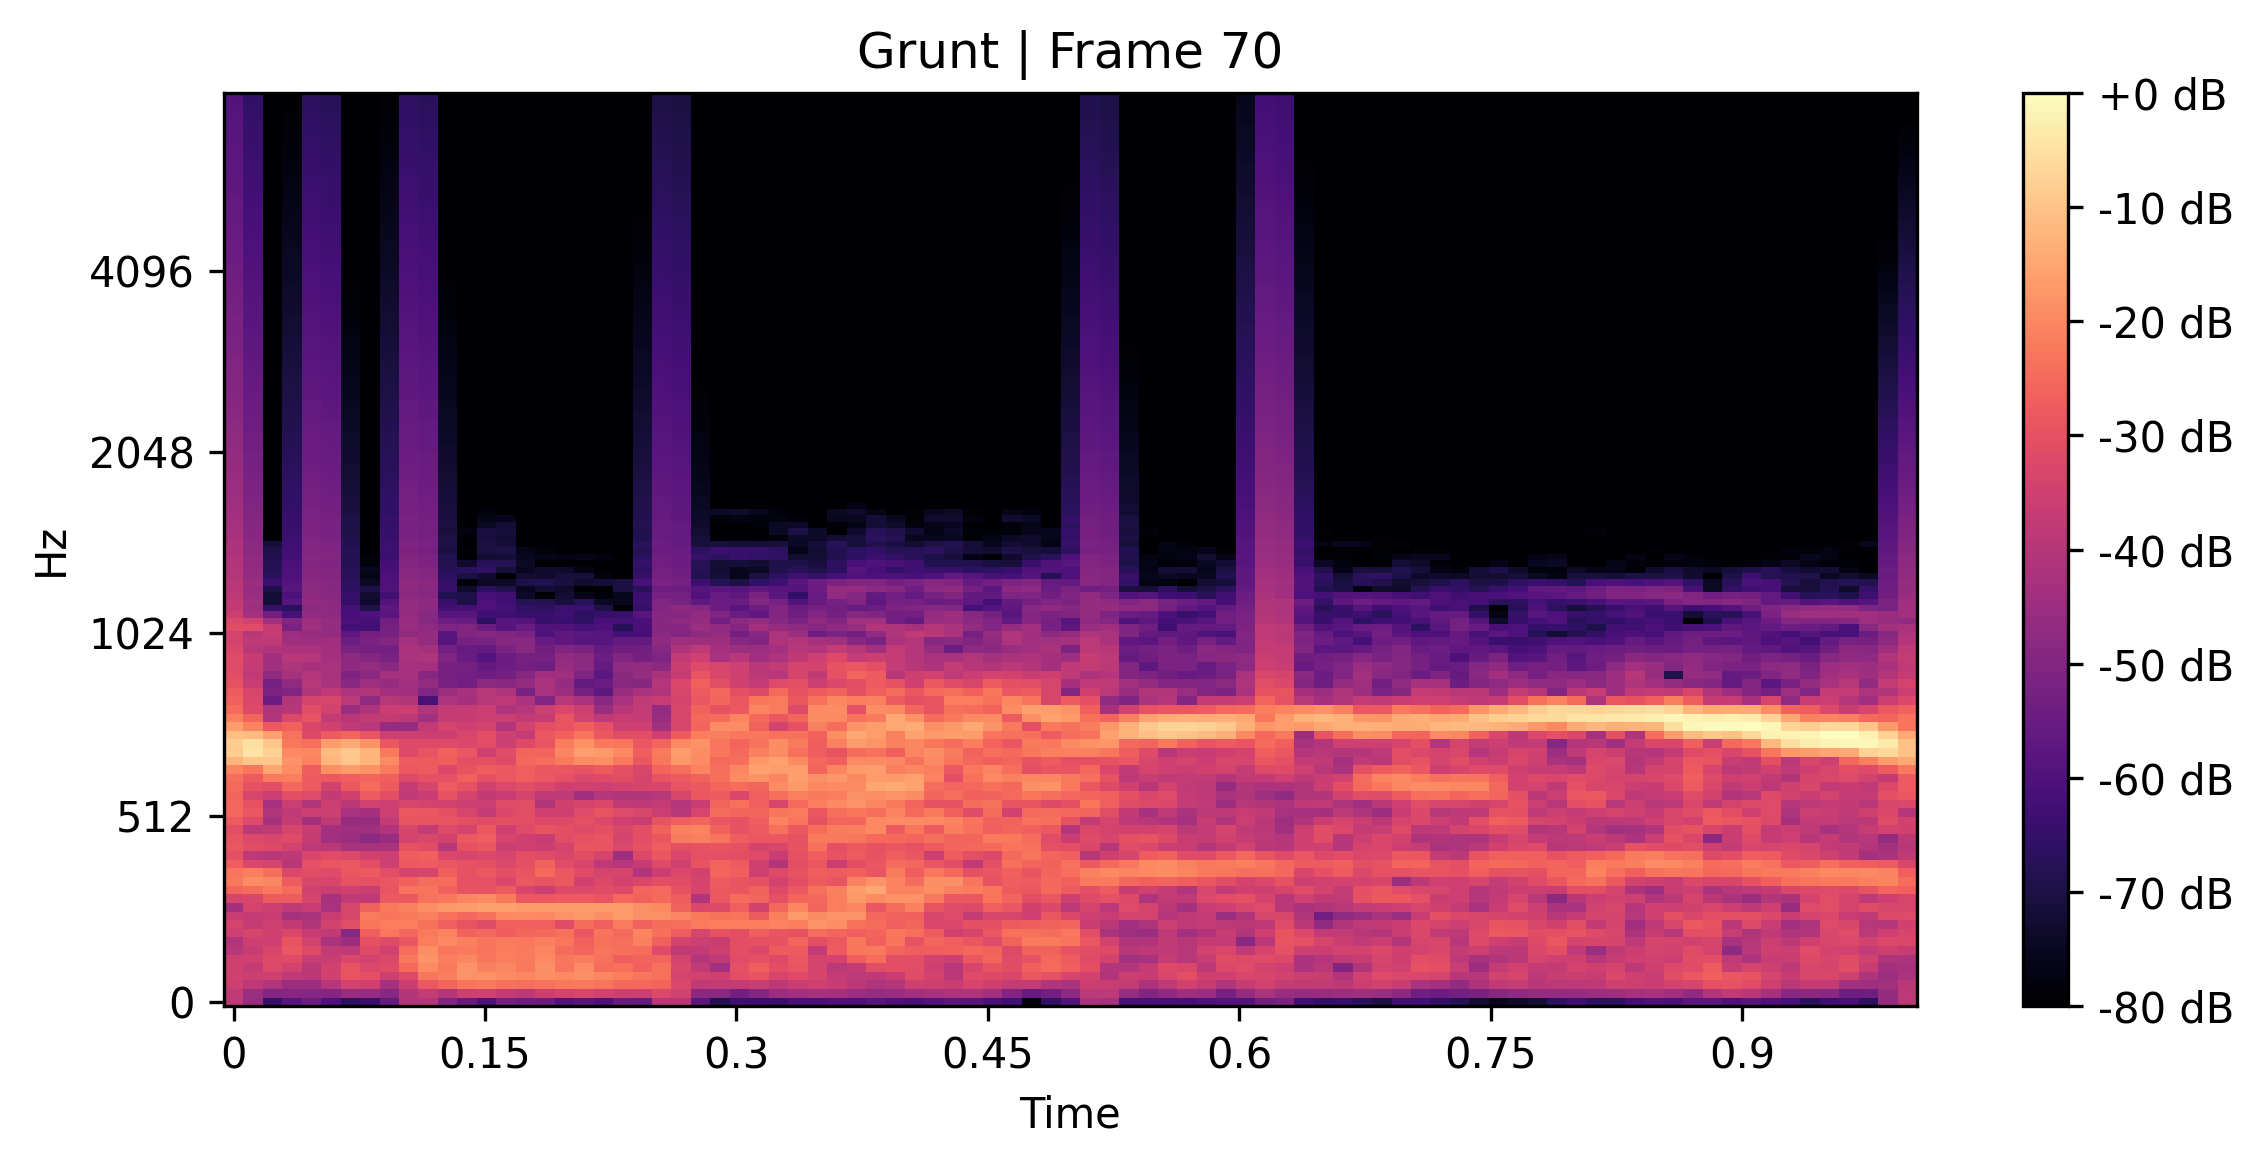 Grunt | Frame 70
Hz
4096
2048
1024
512
0
0 0.15 0.3 0.45 0.6 0.75 0.9
Time
+0 dB
-10 dB
-20 dB
-30 dB
-40 dB
-50 dB
-60 dB
-70 dB
-80 dB